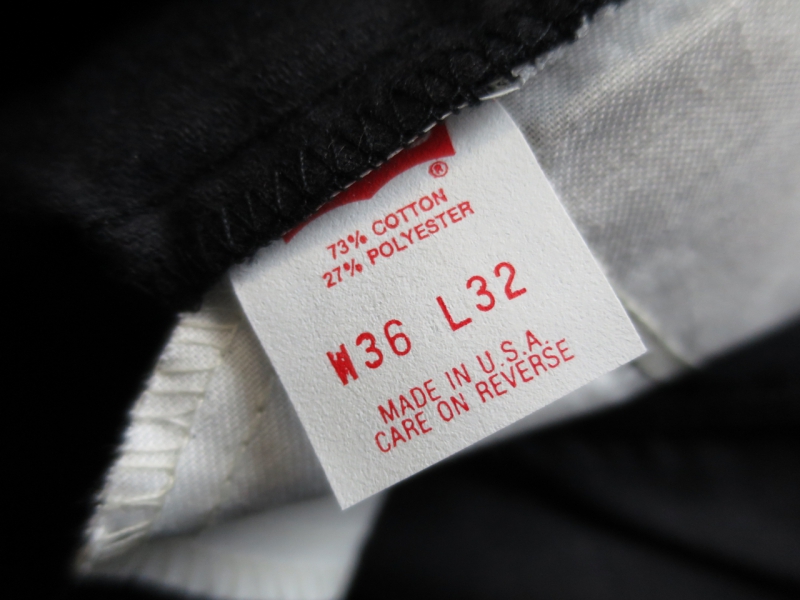 ®
73% COTTON
27% POLYESTER
W36 L32
MADE IN U.S.A.
CARE ON REVERSE